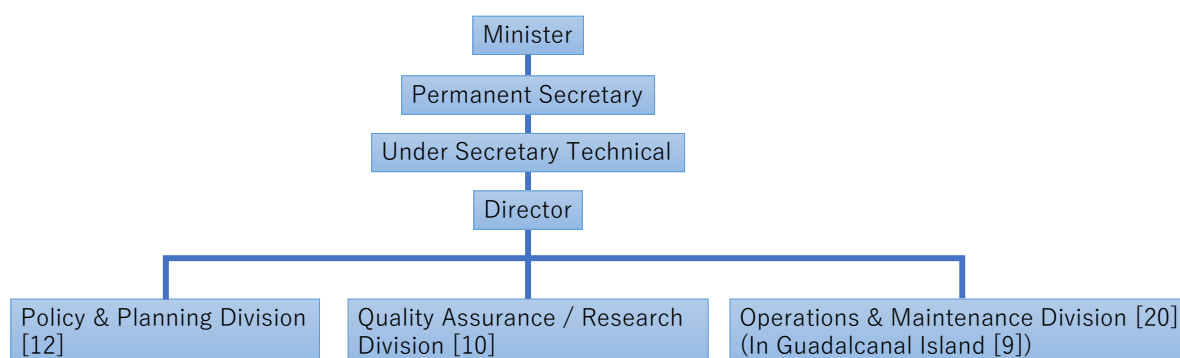 Minister
Permanent Secretary
Under Secretary Technical
Director
Policy & Planning Division
[12]
Quality Assurance / Research
Division [10]
Operations & Maintenance Division [20]
(In Guadalcanal Island [9])